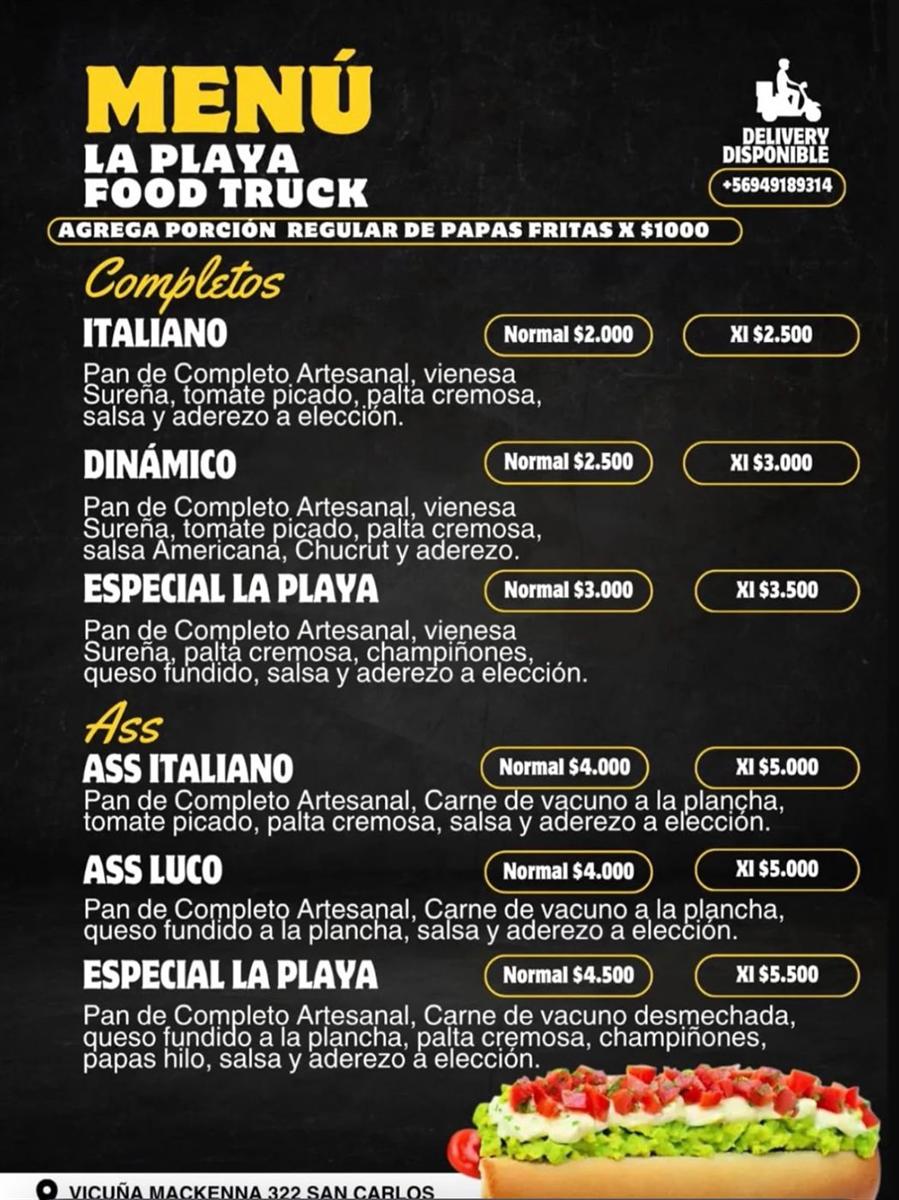 MENÚ
LA PLAYA
FOOD TRUCK
DELIVERY
DISPONIBLE
+56949189314
AGREGA PORCIÓN REGULAR DE PAPAS FRITAS X $1000
Completos
ITALIANO
Normal $2.000
Xl $2.500
Pan de Completo Artesanal, vienesa
Sureña, tomate picado, palta cremosa,
salsa y aderezo a elección.
DINÁMICO
Normal $2.500
Xl $3.000
Pan de Completo Artesanal, vienesa
Sureña, tomate picado, palta cremosa,
salsa Americana, Chucrut y aderezo.
ESPECIAL LA PLAYA
Normal $3.000
Xl $3.500
Pan de Completo Artesanal, vienesa
Sureña, palta cremosa, champiñones,
queso fundido, salsa y aderezo a elección.
Ass
ASS ITALIANO
Normal $4.000
Xl $5.000
Pan de Completo Artesanal, Carne de vacuno a la plancha,
tomate picado, palta cremosa, salsa y aderezo a elección.
ASS LUCO
Normal $4.000
Xl $5.000
Pan de Completo Artesanal, Carne de vacuno a la plancha,
queso fundido a la plancha, salsa y aderezo a elección.
ESPECIAL LA PLAYA
Normal $4.500
Xl $5.500
Pan de Completo Artesanal, Carne de vacuno desmechada,
queso fundido a la plancha, palta cremosa, champiñones,
papas hilo, salsa y aderezo a elección.
VICUÑA MACKENNA 322 SAN CARLOS